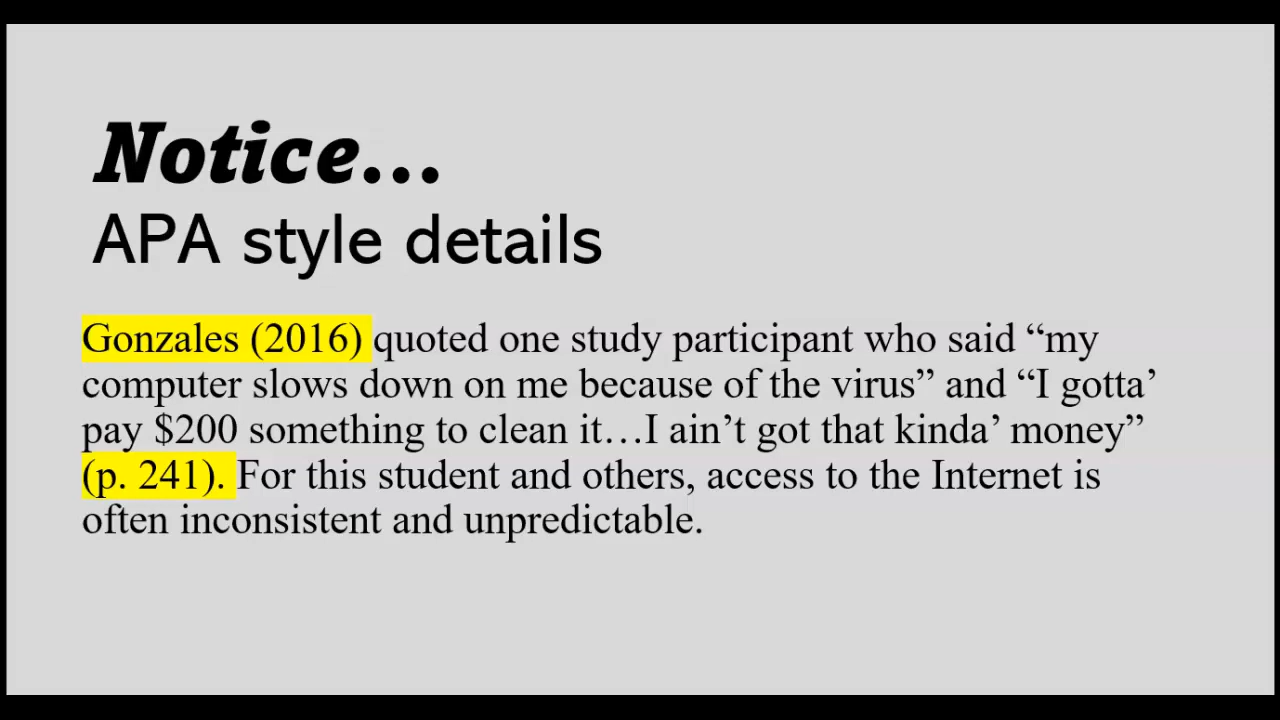 Notice...
APA style details
Gonzales (2016) quoted one study participant who said “my
computer slows down on me because of the virus” and “I gotta’
pay $200 something to clean it…I ain’t got that kinda’ money”
(p. 241). For this student and others, access to the Internet is
often inconsistent and unpredictable.